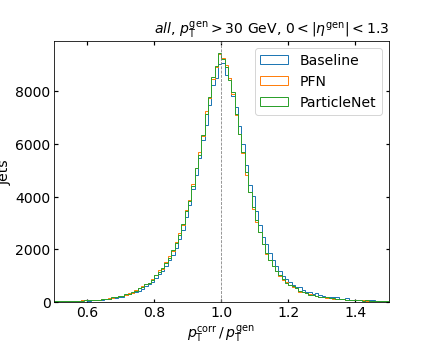 all, p_T^gen > 30 GeV, 0 < |η^gen| < 1.3
Baseline
PFN
ParticleNet
Jets
8000
6000
4000
2000
0
0.6 0.8 1.0 1.2 1.4
p_T^corr / p_T^gen